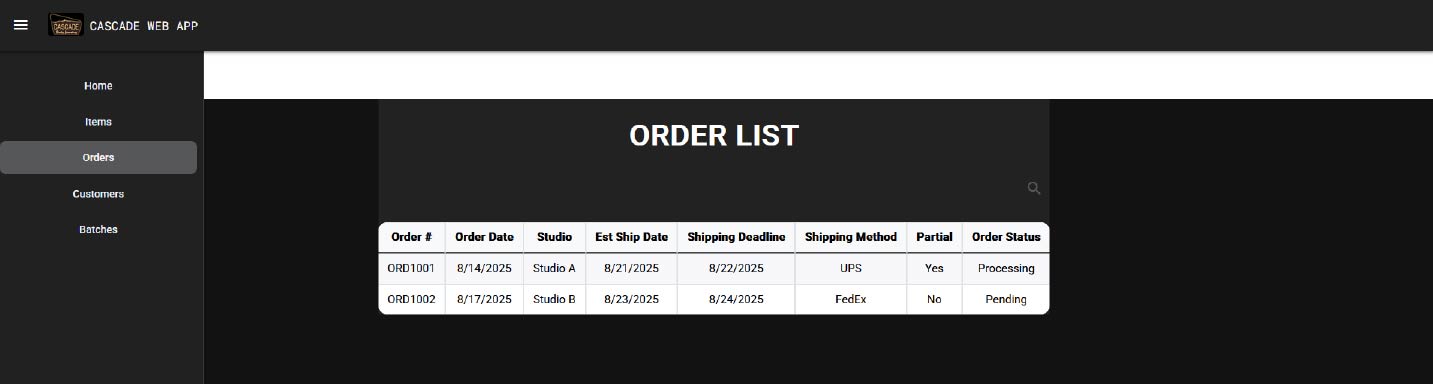 CASCADE
CASCADE WEB APP
Home
Items
Orders
Customers
Batches
ORDER LIST
Order # Order Date Studio Est Ship Date Shipping Deadline Shipping Method Partial Order Status
ORD1001 8/14/2025 Studio A 8/21/2025 8/22/2025 UPS Yes Processing
ORD1002 8/17/2025 Studio B 8/23/2025 8/24/2025 FedEx No Pending